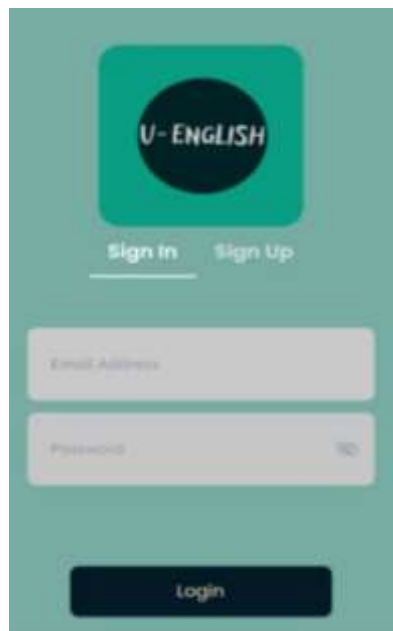 U-ENGLISH
Sign In Sign Up
Email Address
Password
Login